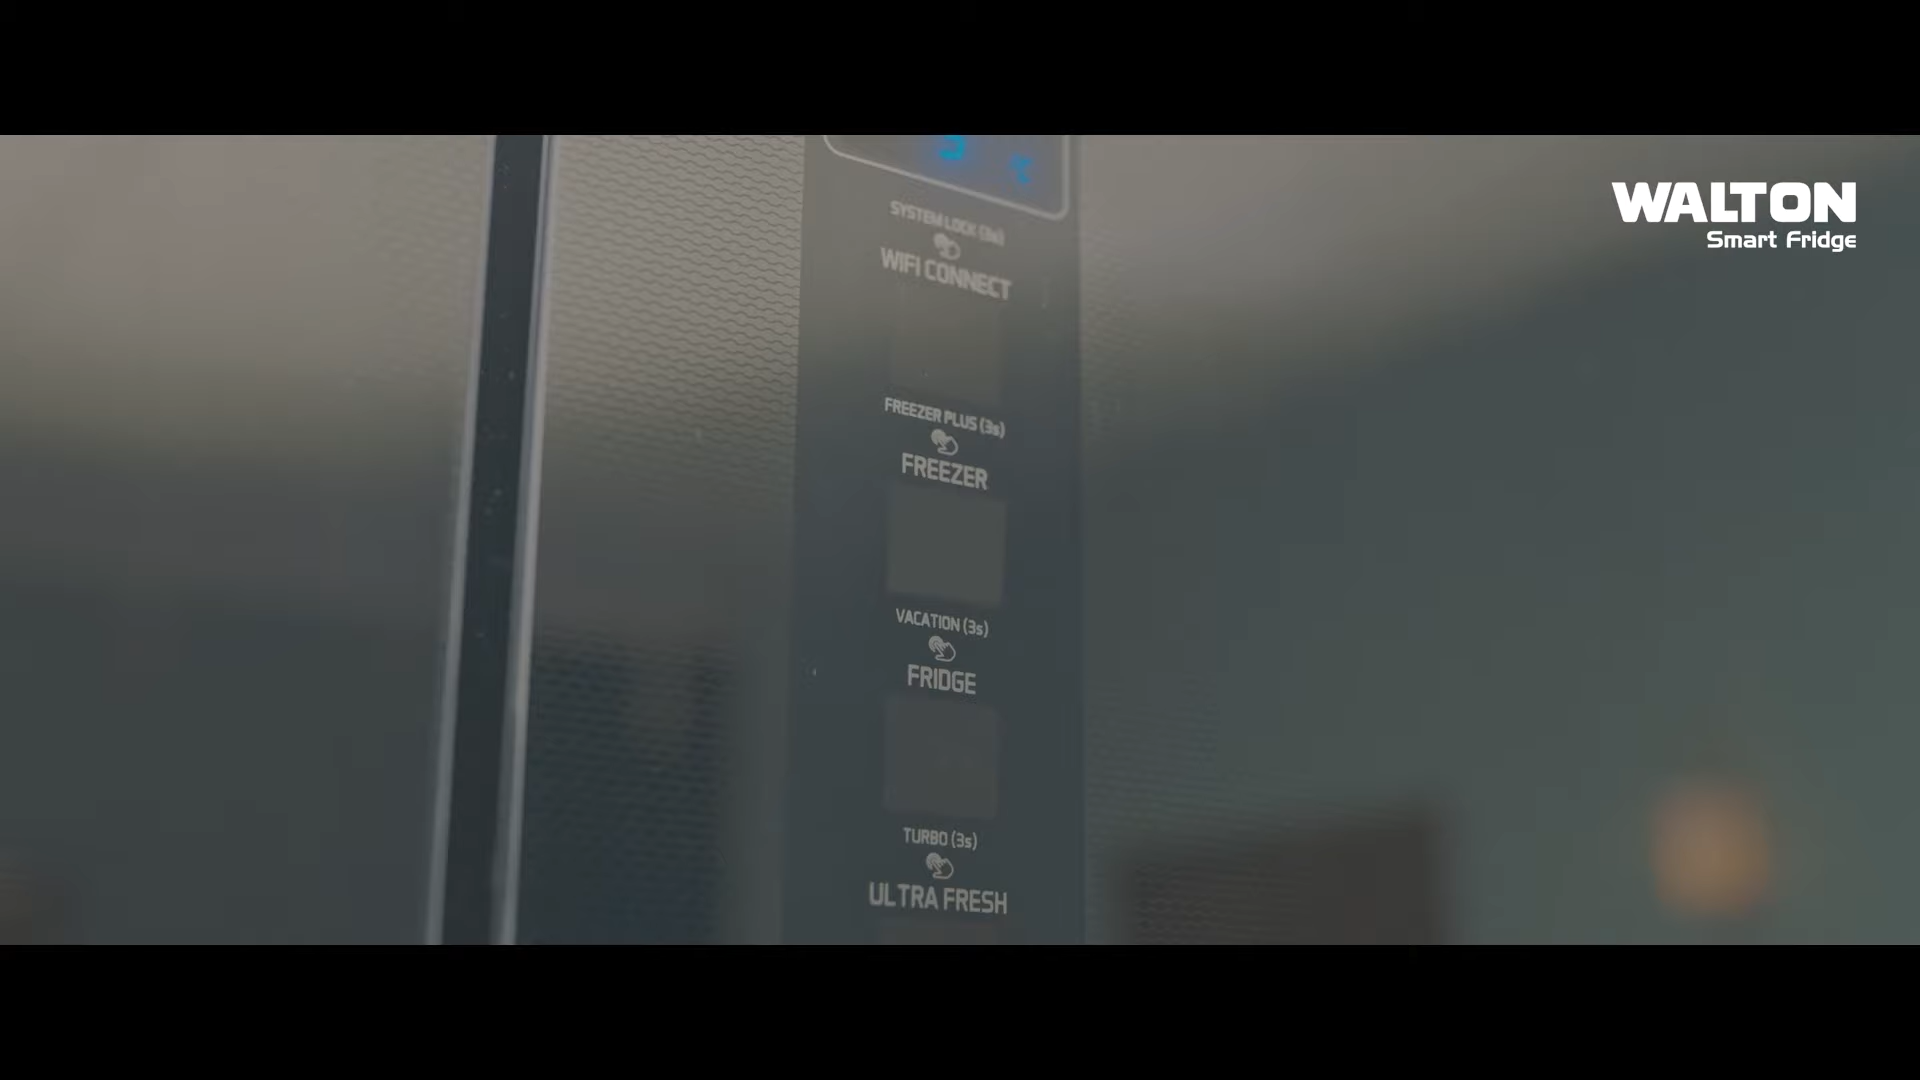 WALTON
Smart Fridge
℃
SYSTEM LOCK (3s)
WIFI CONNECT
FREEZER PLUS (3s)
FREEZER
VACATION (3s)
FRIDGE
TURBO (3s)
ULTRA FRESH